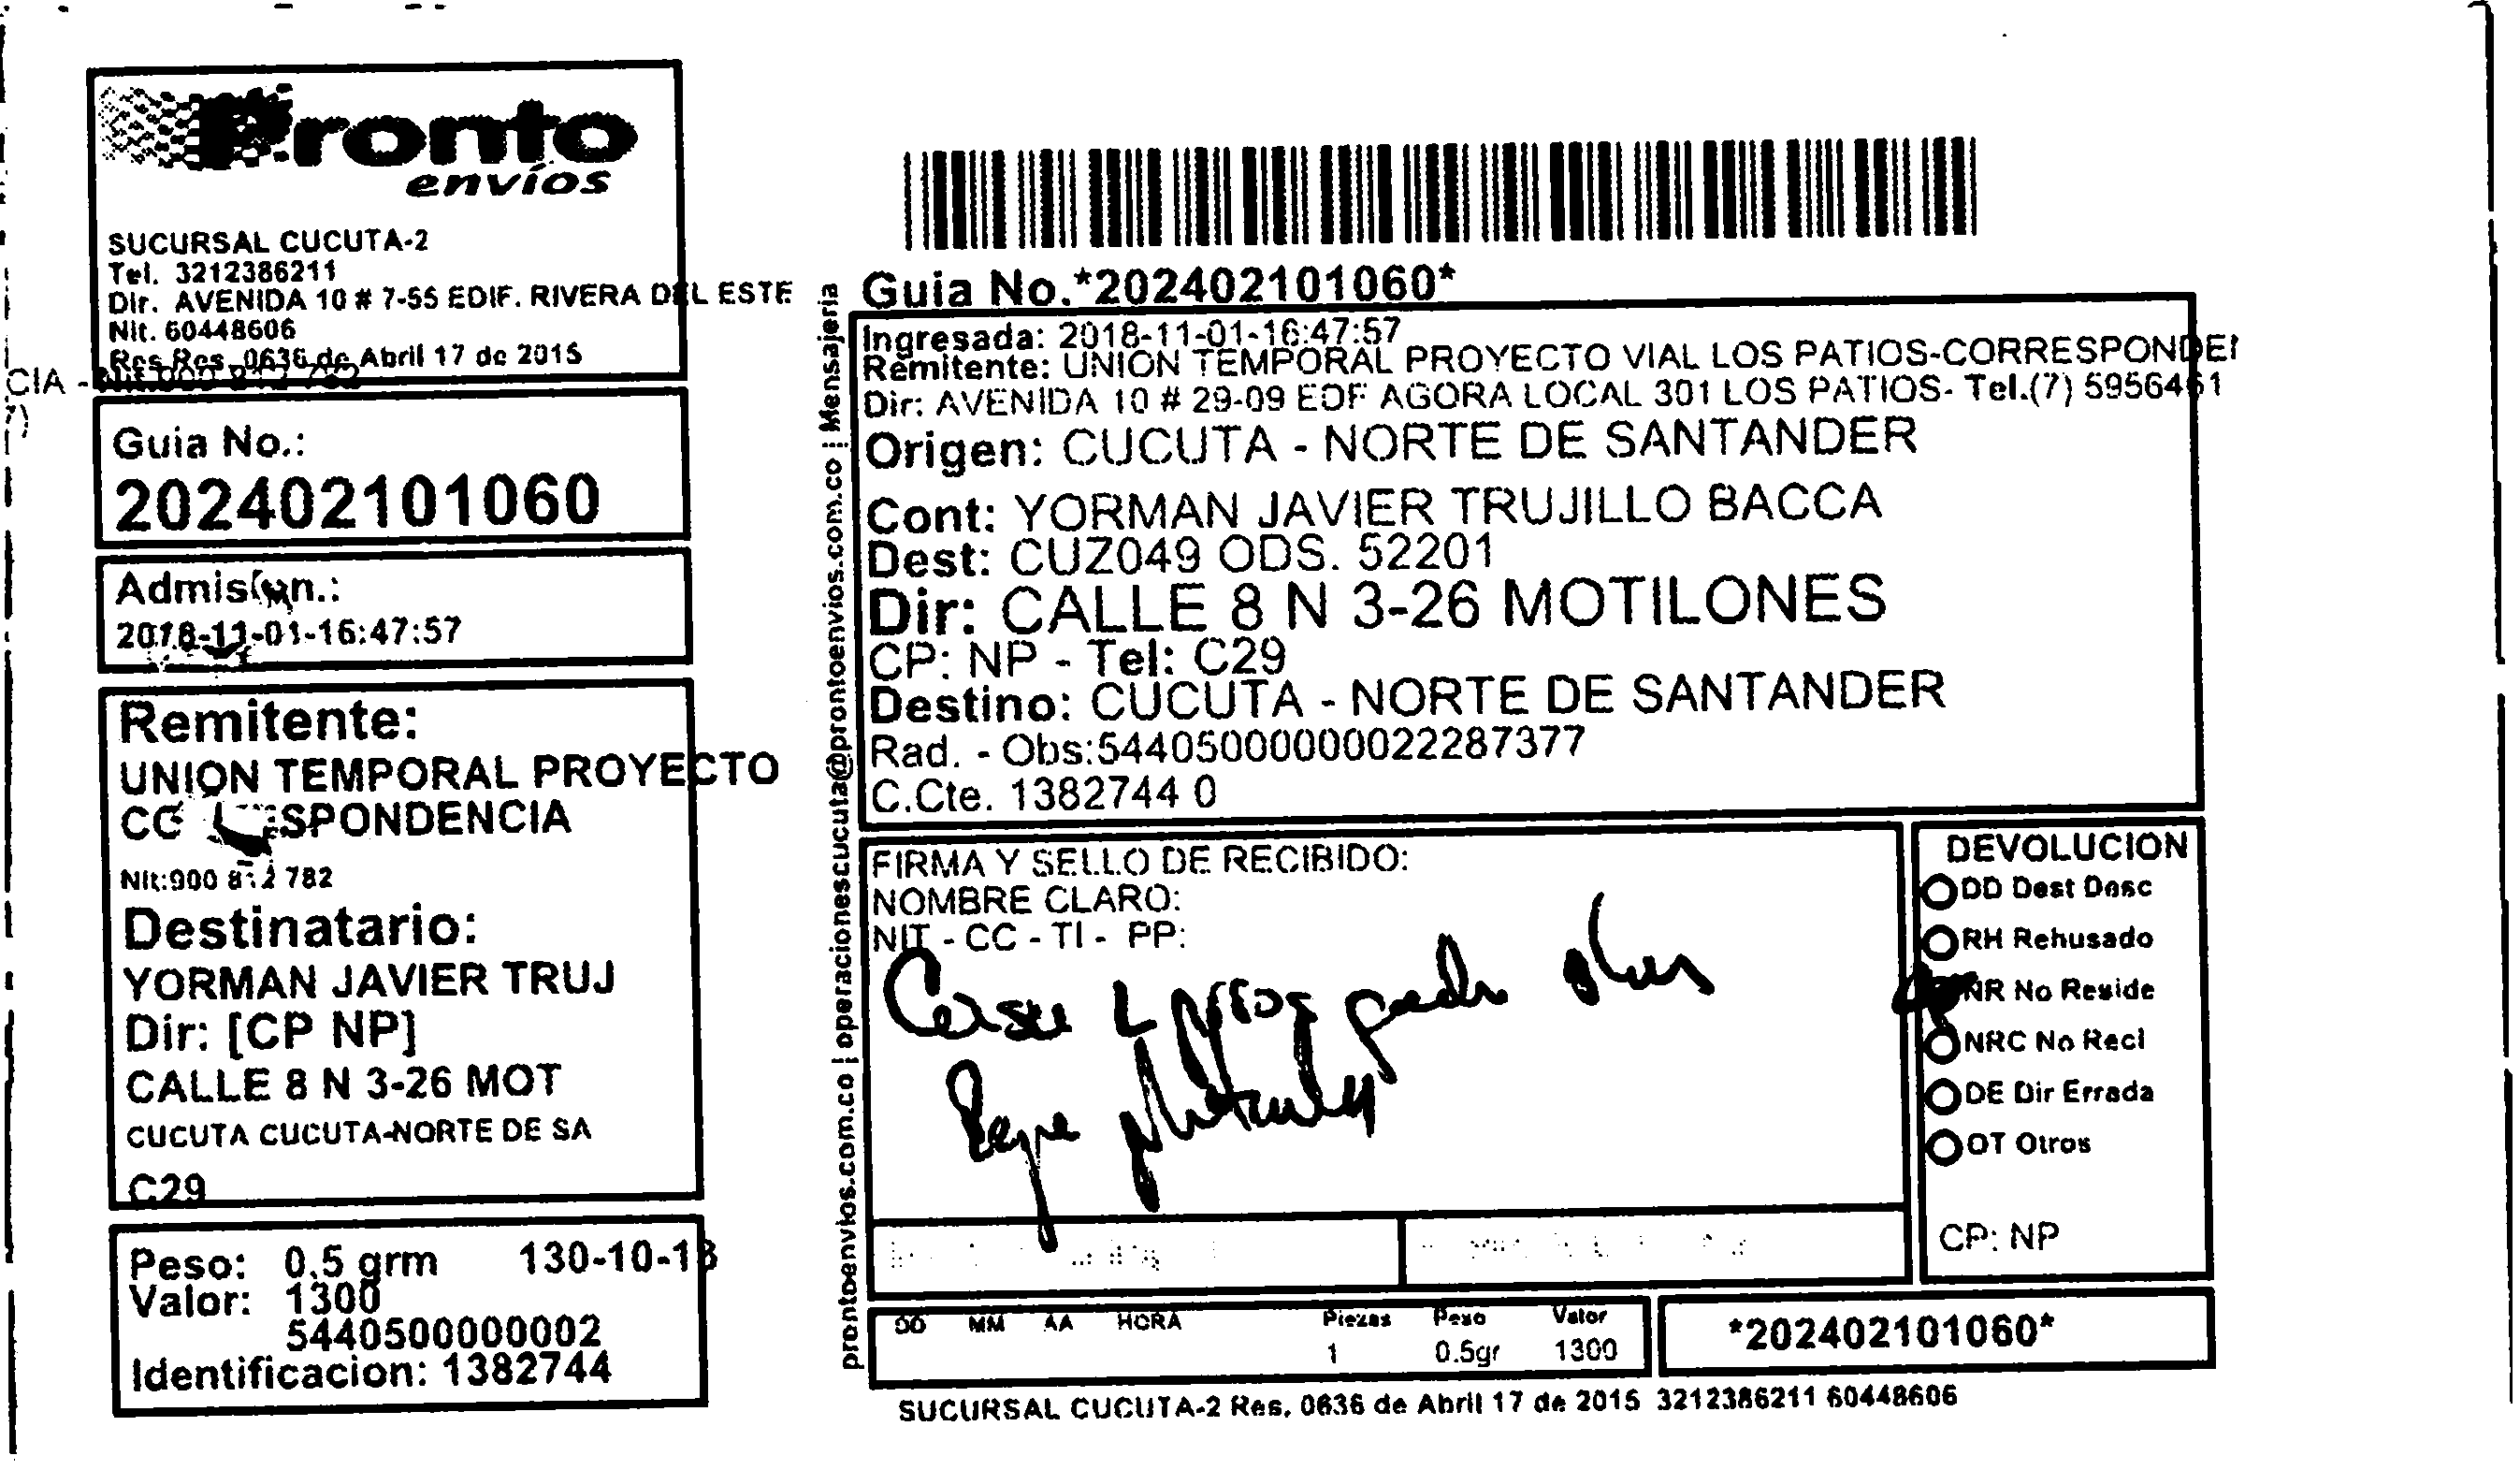 Pronto
envíos
SUCURSAL CUCUTA-2
Tel. 3212386211
Dir. AVENIDA 10 # 7-55 EDIF. RIVERA DEL ESTE
Nit. 60448606
Res Res. 0636 de Abril 17 de 2015
CIA -
Guia No.:
202402101060
Admision.:
2018-11-01-16:47:57
Remitente:
UNION TEMPORAL PROYECTO
Nit:900 812 782
Destinatario:
YORMAN JAVIER TRUJ
Dir: [CP NP]
CALLE 8 N 3-26 MOT
CUCUTA CUCUTA-NORTE DE SA
C29
Peso: 0.5 grm 130-10-18
Valor: 1300
5440500000002
Identificacion: 1382744
prontoenvios.com.co | operacionescucuta@prontoenvios.com.co | Mensajeria
Guia No.*202402101060*
Ingresada: 2018-11-01-16:47:57
Remitente: UNION TEMPORAL PROYECTO VIAL LOS PATIOS-CORRESPONDEN
Dir: AVENIDA 10 # 29-09 EDF AGORA LOCAL 301 LOS PATIOS- Tel.(7) 5956461
Origen: CUCUTA - NORTE DE SANTANDER
Cont: YORMAN JAVIER TRUJILLO BACCA
Dest: CUZ049 ODS. 52201
Dir: CALLE 8 N 3-26 MOTILONES
CP: NP - Tel: C29
Destino: CUCUTA - NORTE DE SANTANDER
Rad. - Obs:544050000000022287377
C.Cte. 1382744 0
FIRMA Y SELLO DE RECIBIDO:
NOMBRE CLARO:
NIT - CC - TI - PP:
DEVOLUCION
DD Dest Desc
RH Rehusado
NR No Reside
NRC No Recl
DE Dir Errada
OT Otros
CP: NP
DD MM AA HORA Piezas Peso Valor
1 0.5gr 1300
*202402101060*
SUCURSAL CUCUTA-2 Res. 0636 de Abril 17 de 2015 3212386211 60448606